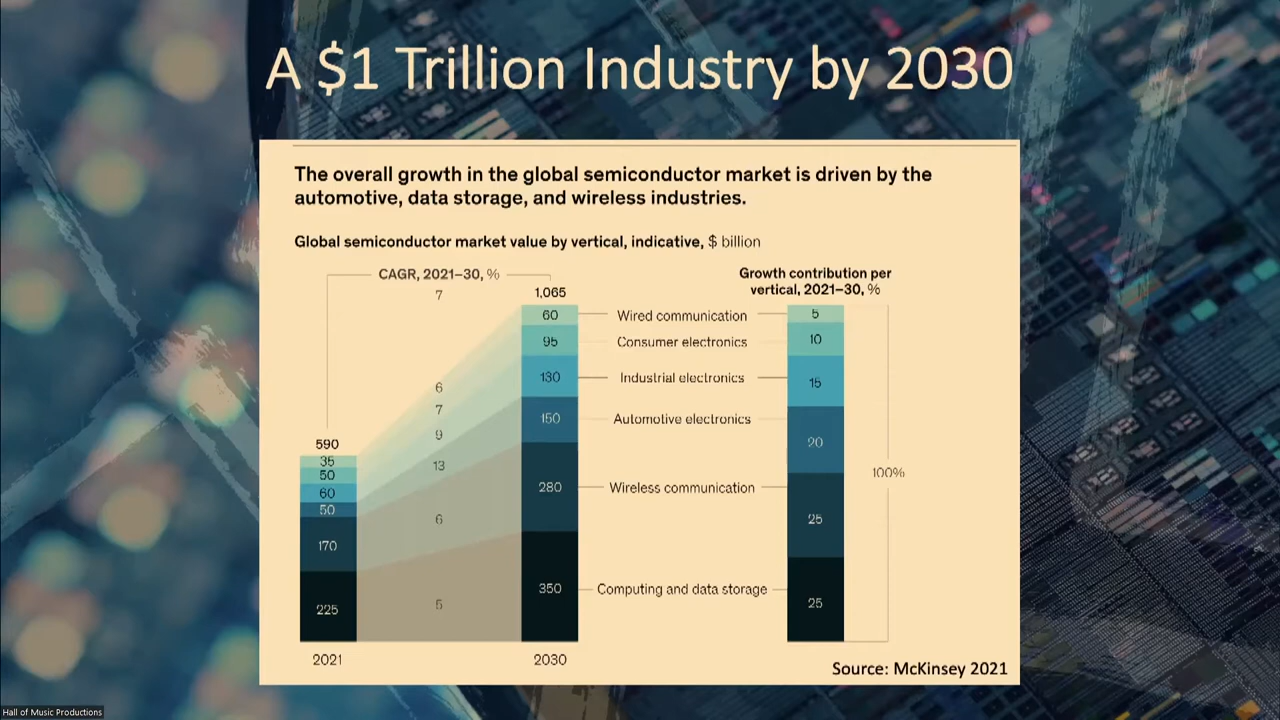 A $1 Trillion Industry by 2030
The overall growth in the global semiconductor market is driven by the
automotive, data storage, and wireless industries.
Global semiconductor market value by vertical, indicative, $ billion
CAGR, 2021–30, %
7
Growth contribution per
vertical, 2021–30, %
590
35
50
60
50
170
225
2021
6
7
9
13
6
5
1,065
60
95
130
150
280
350
2030
Wired communication
Consumer electronics
Industrial electronics
Automotive electronics
Wireless communication
Computing and data storage
5
10
15
20
25
25
100%
Source: McKinsey 2021
Hall of Music Productions